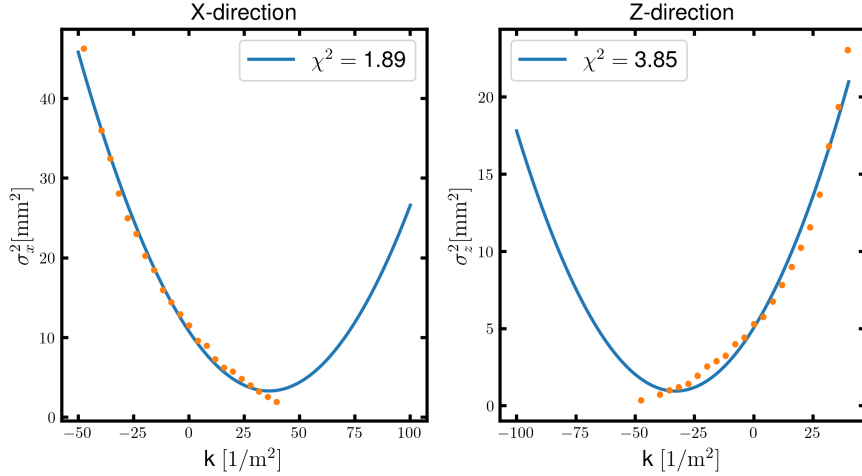 X-direction
χ² = 1.89
σ²ₓ[mm²]
40
30
20
10
0
−50
−25
0
25
50
75
100
k [1/m²]
Z-direction
χ² = 3.85
σ²_z[mm²]
20
15
10
5
0
−100
−75
−50
−25
0
25
k [1/m²]